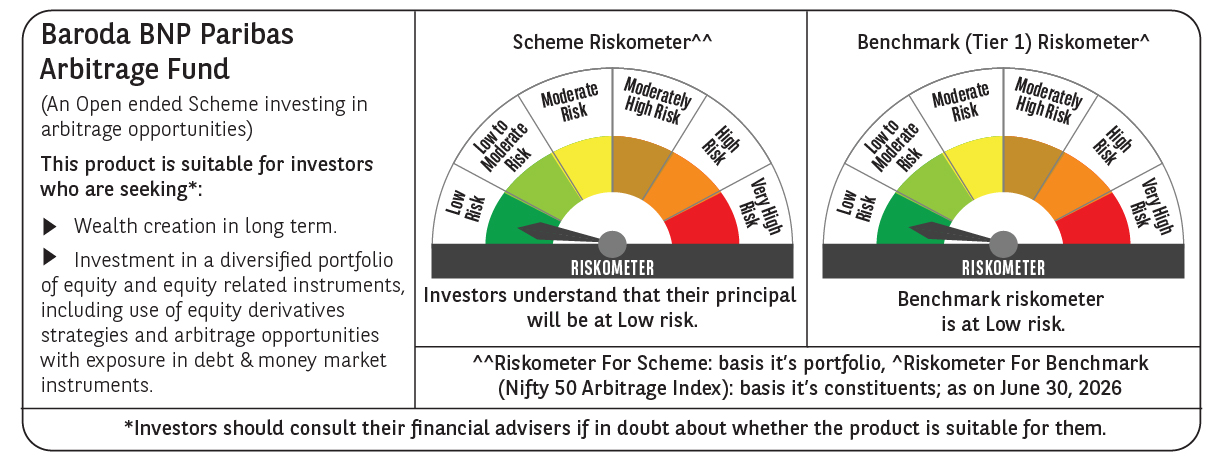 Baroda BNP Paribas
Arbitrage Fund
(An Open ended Scheme investing in
arbitrage opportunities)
This product is suitable for investors
who are seeking*:
▶ Wealth creation in long term.
▶ Investment in a diversified portfolio
of equity and equity related instruments,
including use of equity derivatives
strategies and arbitrage opportunities
with exposure in debt & money market
instruments.
Scheme Riskometer^^
Low
Risk
Low to
Moderate
Risk
Moderate
Risk
Moderately
High Risk
High
Risk
Very High
Risk
RISKOMETER
Investors understand that their principal
will be at Low risk.
Benchmark (Tier 1) Riskometer^
Low
Risk
Low to
Moderate
Risk
Moderate
Risk
Moderately
High Risk
High
Risk
Very High
Risk
RISKOMETER
Benchmark riskometer
is at Low risk.
^^Riskometer For Scheme: basis it's portfolio, ^Riskometer For Benchmark
(Nifty 50 Arbitrage Index): basis it's constituents; as on June 30, 2026
*Investors should consult their financial advisers if in doubt about whether the product is suitable for them.